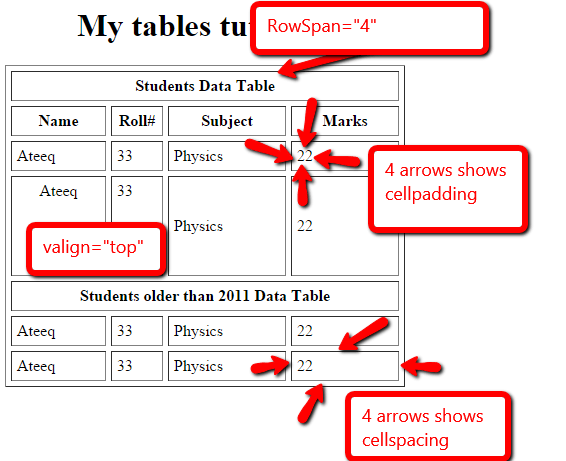 My tables tu
RowSpan="4"
Students Data Table
Name Roll# Subject Marks
Ateeq 33 Physics 22
4 arrows shows
cellpadding
Ateeq 33 Physics 22
valign="top"
Students older than 2011 Data Table
Ateeq 33 Physics 22
Ateeq 33 Physics 22
4 arrows shows
cellspacing